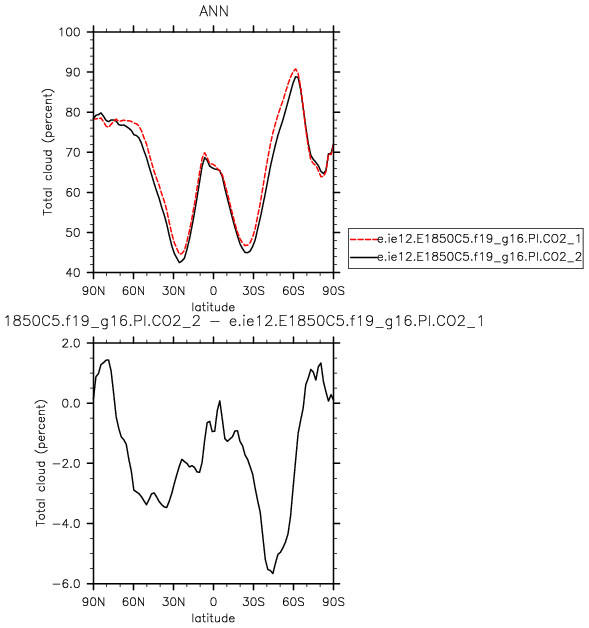 ANN
100
90
80
70
60
50
40
Total cloud (percent)
90N 60N 30N 0 30S 60S 90S
latitude
e.ie12.E1850C5.f19_g16.PI.CO2_1
e.ie12.E1850C5.f19_g16.PI.CO2_2
1850C5.f19_g16.PI.CO2_2 − e.ie12.E1850C5.f19_g16.PI.CO2_1
2.0
0.0
−2.0
−4.0
−6.0
Total cloud (percent)
90N 60N 30N 0 30S 60S 90S
latitude